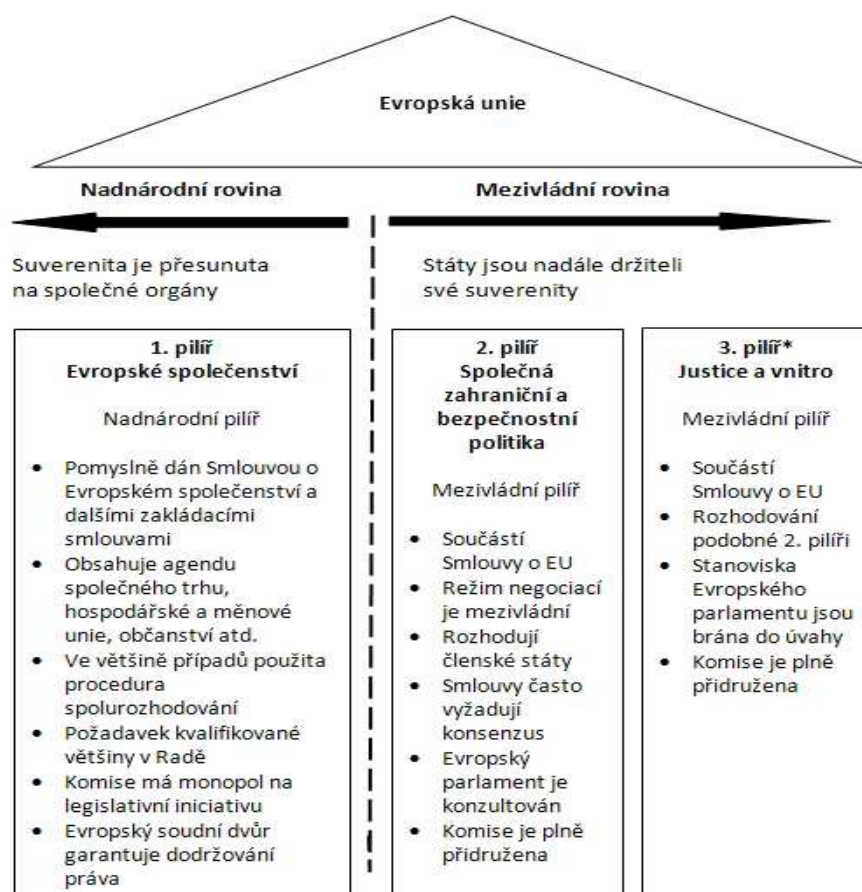 Evropská unie
Nadnárodní rovina
Mezivládní rovina
Suverenita je přesunuta
na společné orgány
Státy jsou nadále držiteli
své suverenity
1. pilíř
Evropské společenství
Nadnárodní pilíř
• Pomyslně dán Smlouvou o
Evropském společenství a
dalšími zakládacími
smlouvami
• Obsahuje agendu
společného trhu,
hospodářské a měnové
unie, občanství atd.
• Ve většině případů použita
procedura
spolurozhodování
• Požadavek kvalifikované
většiny v Radě
• Komise má monopol na
legislativní iniciativu
• Evropský soudní dvůr
garantuje dodržování
práva
2. pilíř
Společná
zahraniční a
bezpečnostní
politika
Mezivládní pilíř
• Součástí
Smlouvy o EU
• Režim negociací
je mezivládní
• Rozhodují
členské státy
• Smlouvy často
vyžadují
konsenzus
• Evropský
parlament je
konzultován
• Komise je plně
přidružena
3. pilíř*
Justice a vnitro
Mezivládní pilíř
• Součástí
Smlouvy o EU
• Rozhodování
podobné 2. pilíři
• Stanoviska
Evropského
parlamentu jsou
brána do úvahy
• Komise je plně
přidružena